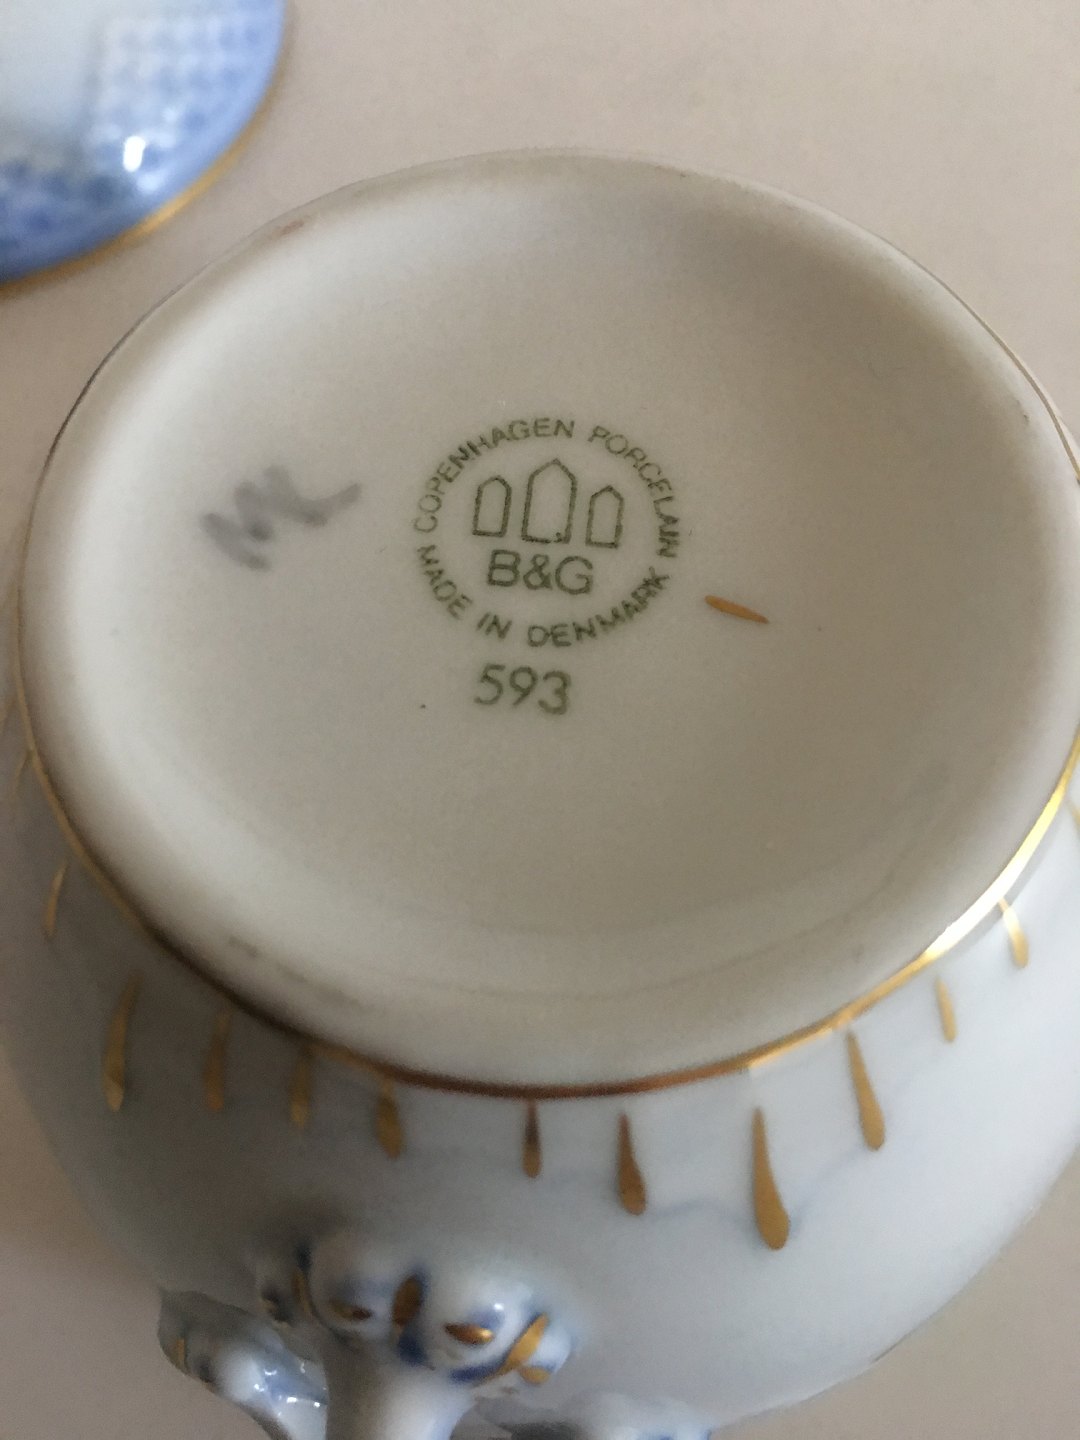 COPENHAGEN PORCELAIN
B&G
MADE IN DENMARK
593